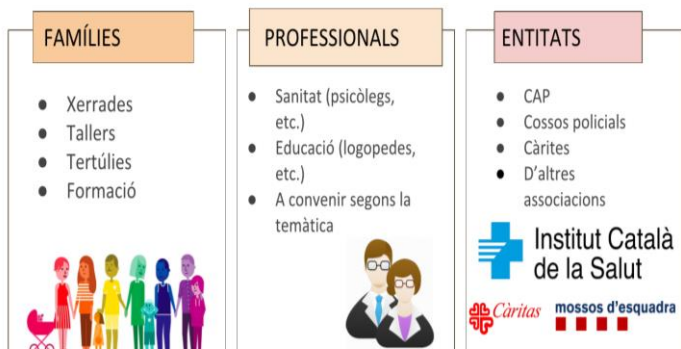 FAMÍLIES
Xerrades
Tallers
Tertúlies
Formació
PROFESSIONALS
Sanitat (psicòlegs,
etc.)
Educació (logopedes,
etc.)
A convenir segons la
temàtica
ENTITATS
CAP
Cossos policials
Càrites
D'altres
associacions
Institut Català
de la Salut
Càritas
mossos d'esquadra